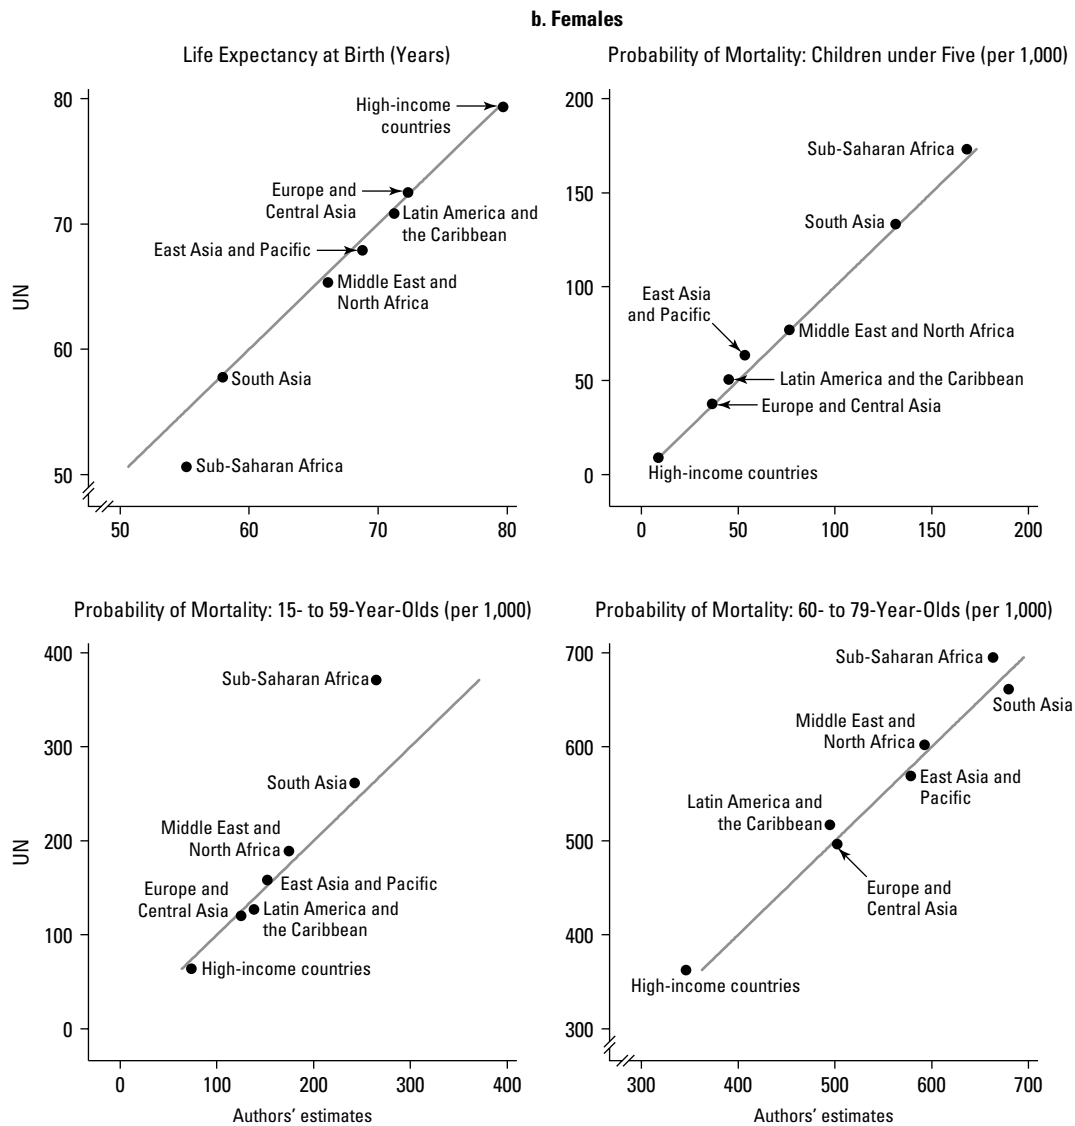 b. Females
Life Expectancy at Birth (Years)
80
70
60
50
UN
High-income
countries
Europe and
Central Asia
Latin America and
the Caribbean
East Asia and Pacific
Middle East and
North Africa
South Asia
Sub-Saharan Africa
50 60 70 80
Probability of Mortality: Children under Five (per 1,000)
200
150
100
50
0
Sub-Saharan Africa
South Asia
East Asia
and Pacific
Middle East and North Africa
Latin America and the Caribbean
Europe and Central Asia
High-income countries
0 50 100 150 200
Probability of Mortality: 15- to 59-Year-Olds (per 1,000)
400
300
200
100
0
UN
Sub-Saharan Africa
South Asia
Middle East and
North Africa
East Asia and Pacific
Europe and
Central Asia
Latin America and
the Caribbean
High-income countries
0 100 200 300 400
Authors' estimates
Probability of Mortality: 60- to 79-Year-Olds (per 1,000)
700
600
500
400
300
Sub-Saharan Africa
South Asia
Middle East and
North Africa
East Asia and
Pacific
Latin America and
the Caribbean
Europe and
Central Asia
High-income countries
300 400 500 600 700
Authors' estimates